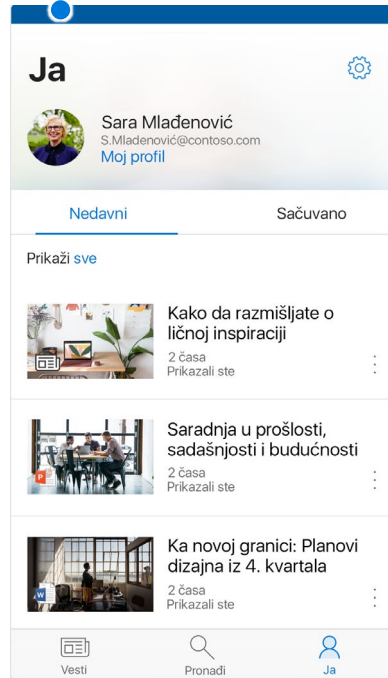 Ja
Sara Mlađenović
S.Mladenović@contoso.com
Moj profil
Nedavni
Sačuvano
Prikaži sve
Kako da razmišljate o
ličnoj inspiraciji
2 časa
Prikazali ste
Saradnja u prošlosti,
sadašnjosti i budućnosti
2 časa
Prikazali ste
P
Ka novoj granici: Planovi
dizajna iz 4. kvartala
2 časa
Prikazali ste
W
Vesti
Pronađi
Ja